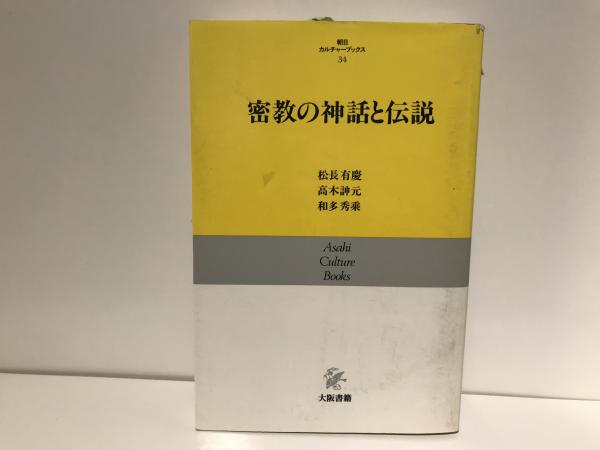 朝日
カルチャーブックス
34
密教の神話と伝説
松長有慶
高木訷元
和多秀乘
Asahi
Culture
Books
大阪書籍